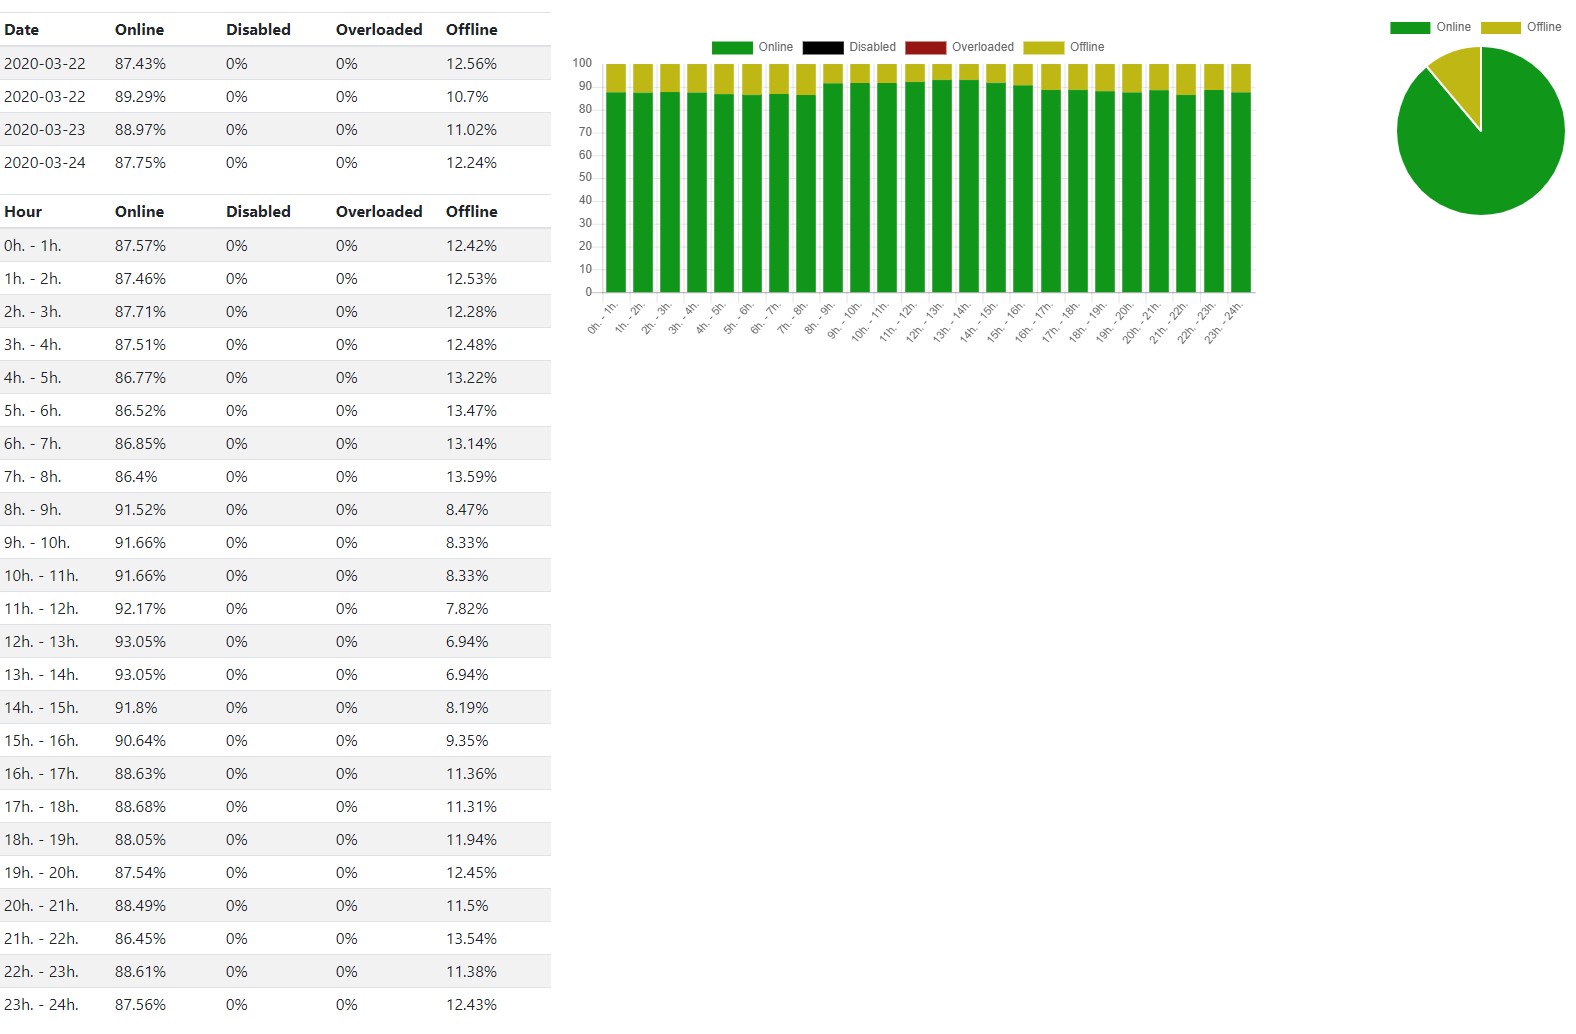 Date Online Disabled Overloaded Offline
2020-03-22 87.43% 0% 0% 12.56%
2020-03-22 89.29% 0% 0% 10.7%
2020-03-23 88.97% 0% 0% 11.02%
2020-03-24 87.75% 0% 0% 12.24%
Hour Online Disabled Overloaded Offline
0h. - 1h. 87.57% 0% 0% 12.42%
1h. - 2h. 87.46% 0% 0% 12.53%
2h. - 3h. 87.71% 0% 0% 12.28%
3h. - 4h. 87.51% 0% 0% 12.48%
4h. - 5h. 86.77% 0% 0% 13.22%
5h. - 6h. 86.52% 0% 0% 13.47%
6h. - 7h. 86.85% 0% 0% 13.14%
7h. - 8h. 86.4% 0% 0% 13.59%
8h. - 9h. 91.52% 0% 0% 8.47%
9h. - 10h. 91.66% 0% 0% 8.33%
10h. - 11h. 91.66% 0% 0% 8.33%
11h. - 12h. 92.17% 0% 0% 7.82%
12h. - 13h. 93.05% 0% 0% 6.94%
13h. - 14h. 93.05% 0% 0% 6.94%
14h. - 15h. 91.8% 0% 0% 8.19%
15h. - 16h. 90.64% 0% 0% 9.35%
16h. - 17h. 88.63% 0% 0% 11.36%
17h. - 18h. 88.68% 0% 0% 11.31%
18h. - 19h. 88.05% 0% 0% 11.94%
19h. - 20h. 87.54% 0% 0% 12.45%
20h. - 21h. 88.49% 0% 0% 11.5%
21h. - 22h. 86.45% 0% 0% 13.54%
22h. - 23h. 88.61% 0% 0% 11.38%
23h. - 24h. 87.56% 0% 0% 12.43%
Online Disabled Overloaded Offline
100
90
80
70
60
50
40
30
20
10
0
0h. - 1h.
1h. - 2h.
2h. - 3h.
3h. - 4h.
4h. - 5h.
5h. - 6h.
6h. - 7h.
7h. - 8h.
8h. - 9h.
9h. - 10h.
10h. - 11h.
11h. - 12h.
12h. - 13h.
13h. - 14h.
14h. - 15h.
15h. - 16h.
16h. - 17h.
17h. - 18h.
18h. - 19h.
19h. - 20h.
20h. - 21h.
21h. - 22h.
22h. - 23h.
23h. - 24h.
Online Offline